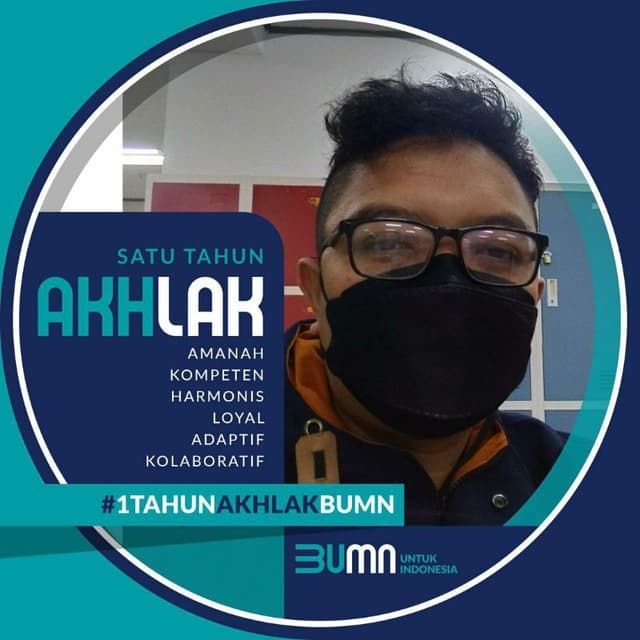 SATU TAHUN
AKHLAK
AMANAH
KOMPETEN
HARMONIS
LOYAL
ADAPTIF
KOLABORATIF
#1TAHUNAKHLAKBUMN
BUMN UNTUK
INDONESIA